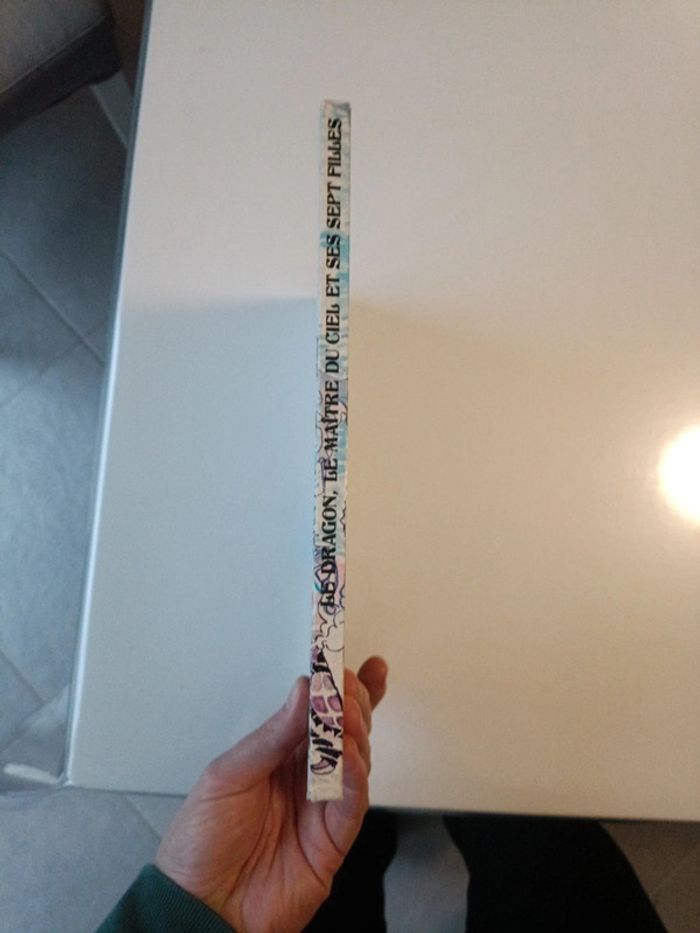 LE DRAGON, LE MAÎTRE DU CIEL ET SES SEPT FILLES